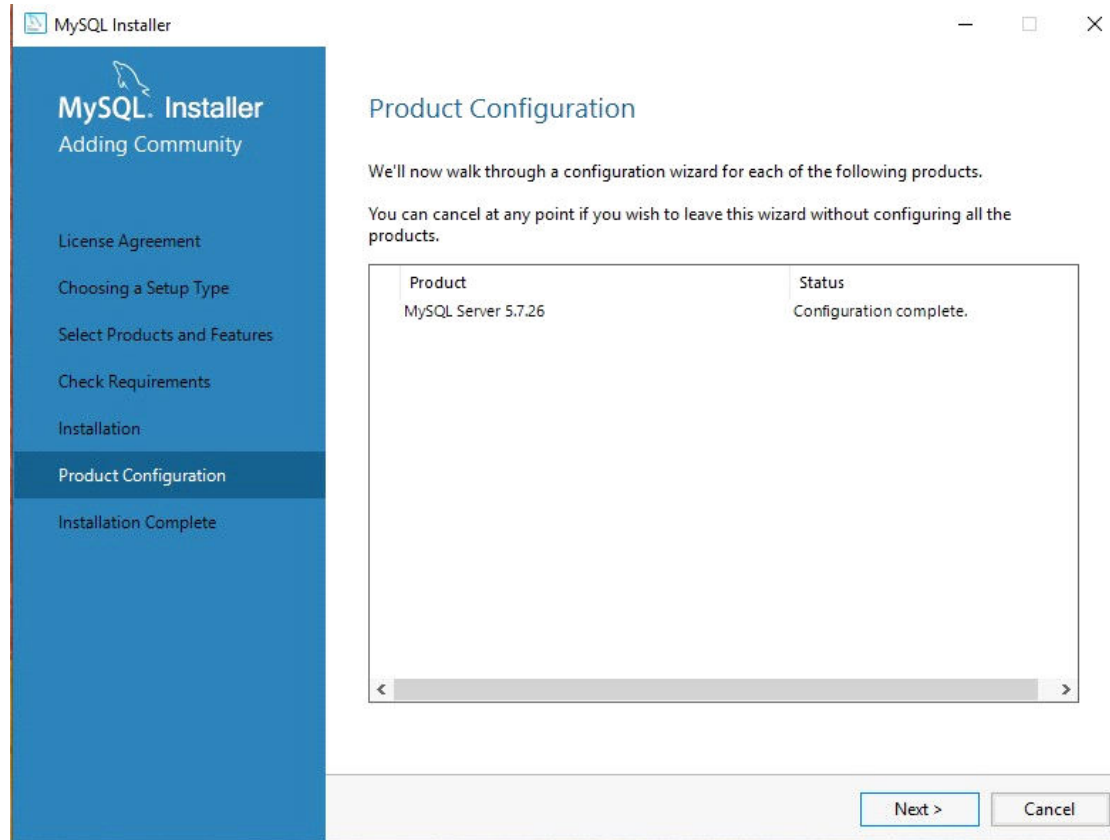 MySQL Installer
MySQL. Installer
Adding Community
License Agreement
Choosing a Setup Type
Select Products and Features
Check Requirements
Installation
Product Configuration
Installation Complete
Product Configuration
We'll now walk through a configuration wizard for each of the following products.
You can cancel at any point if you wish to leave this wizard without configuring all the
products.
Product Status
MySQL Server 5.7.26 Configuration complete.
Next > Cancel